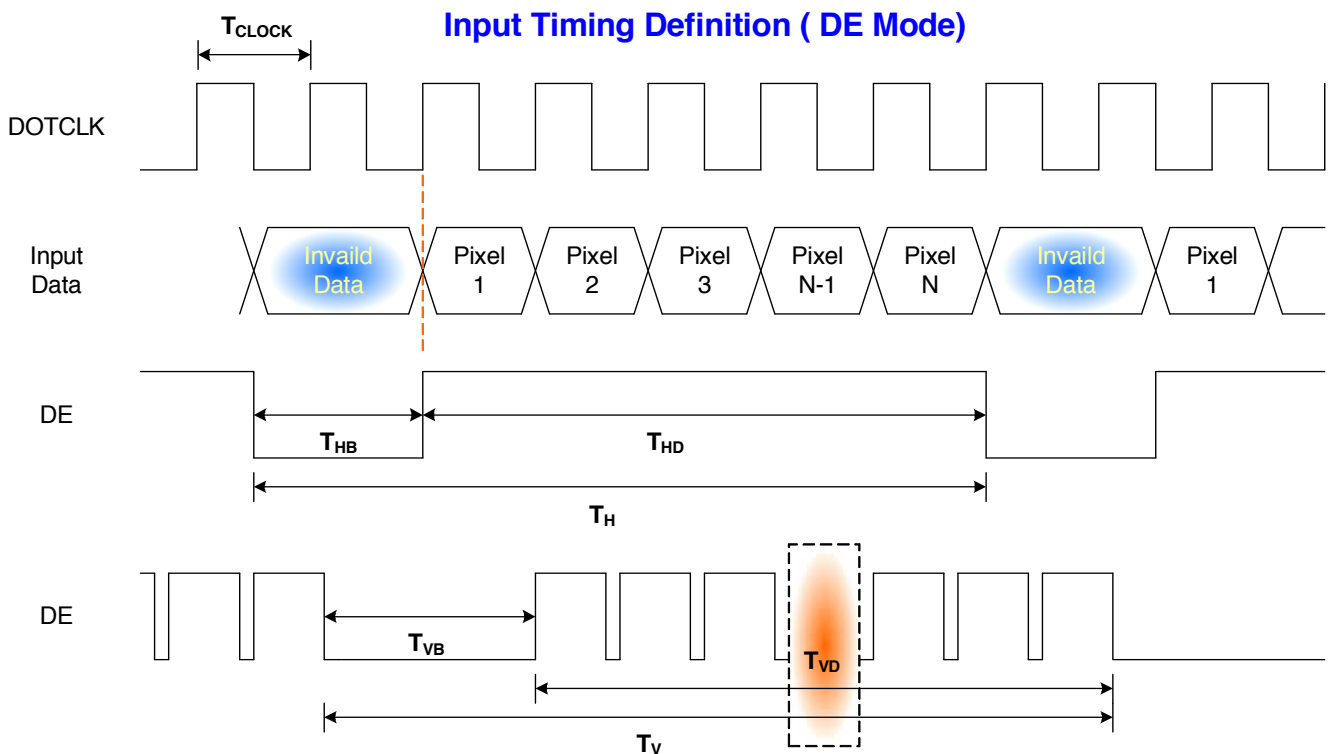 Input Timing Definition ( DE Mode)
TCLOCK
DOTCLK
Input
Data
Invaild
Data
Pixel
1
Pixel
2
Pixel
3
Pixel
N-1
Pixel
N
Invaild
Data
Pixel
1
DE
THB
THD
TH
DE
TVB
TVD
TV